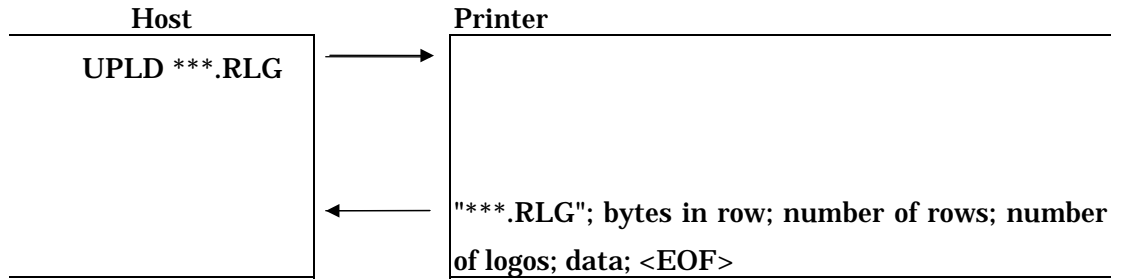 Host Printer
UPLD ***.RLG
"***.RLG"; bytes in row; number of rows; number
of logos; data; <EOF>